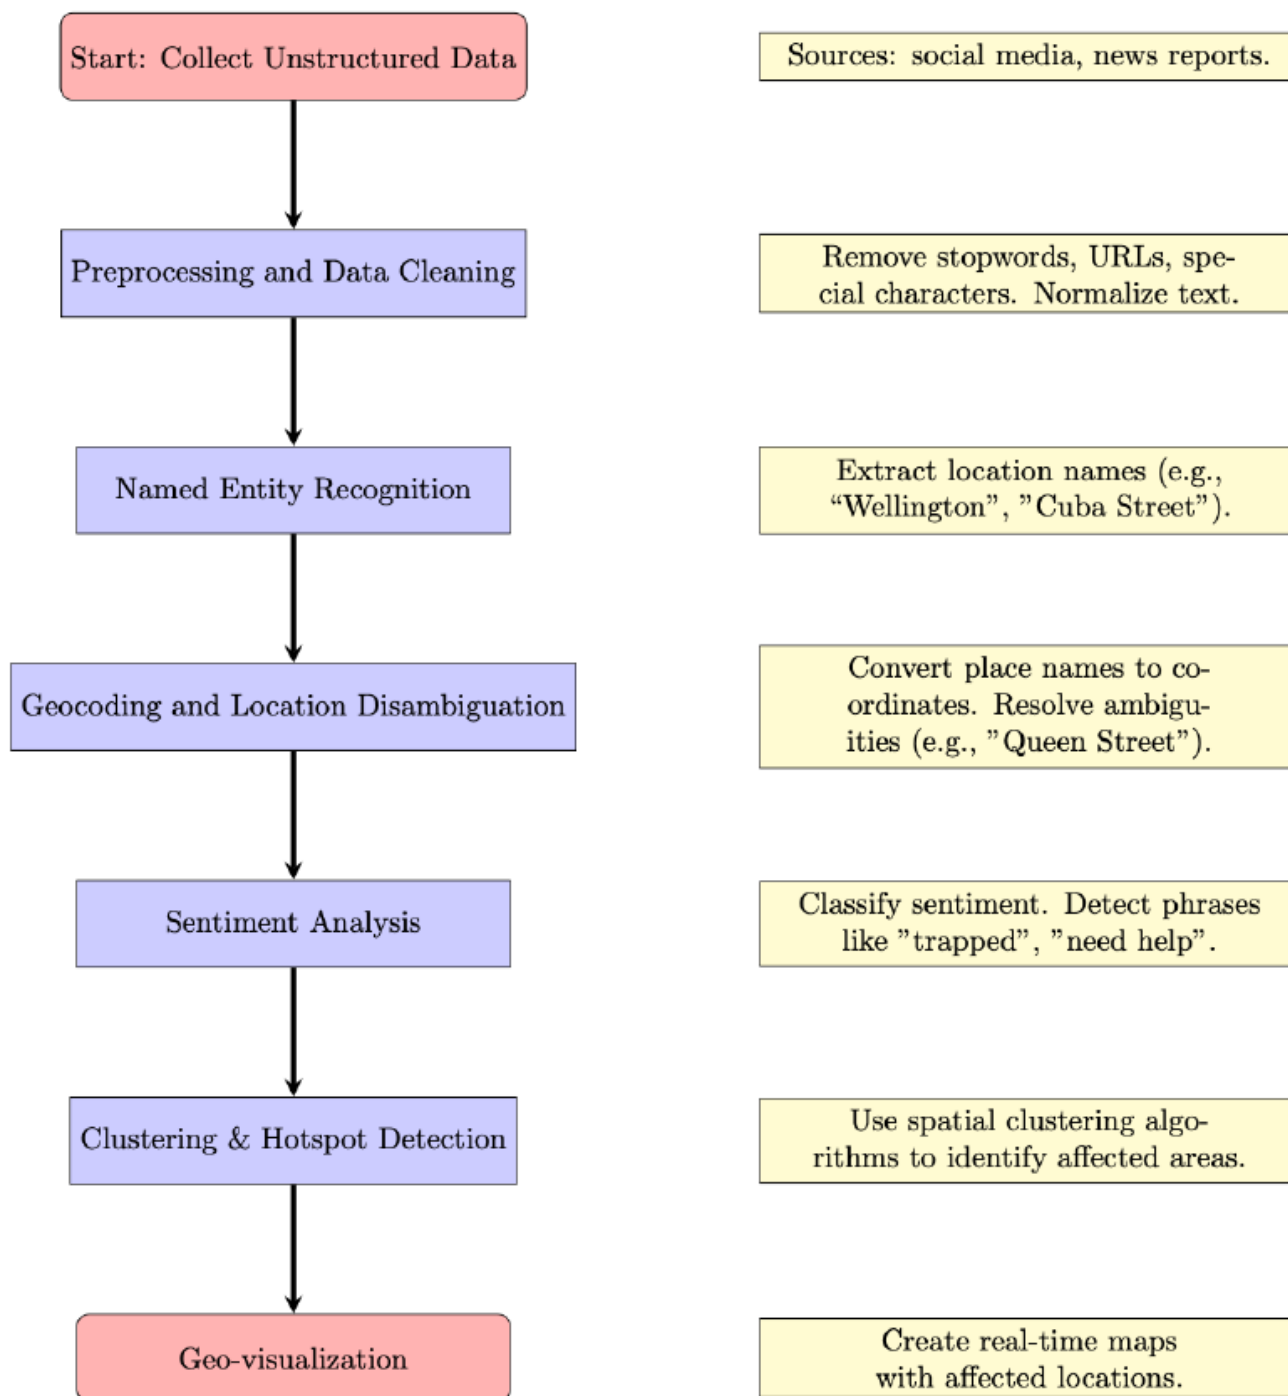 Start: Collect Unstructured Data
Sources: social media, news reports.
Preprocessing and Data Cleaning
Remove stopwords, URLs, spe-
cial characters. Normalize text.
Named Entity Recognition
Extract location names (e.g.,
“Wellington”, ”Cuba Street”).
Geocoding and Location Disambiguation
Convert place names to co-
ordinates. Resolve ambigu-
ities (e.g., ”Queen Street”).
Sentiment Analysis
Classify sentiment. Detect phrases
like ”trapped”, ”need help”.
Clustering & Hotspot Detection
Use spatial clustering algo-
rithms to identify affected areas.
Geo-visualization
Create real-time maps
with affected locations.